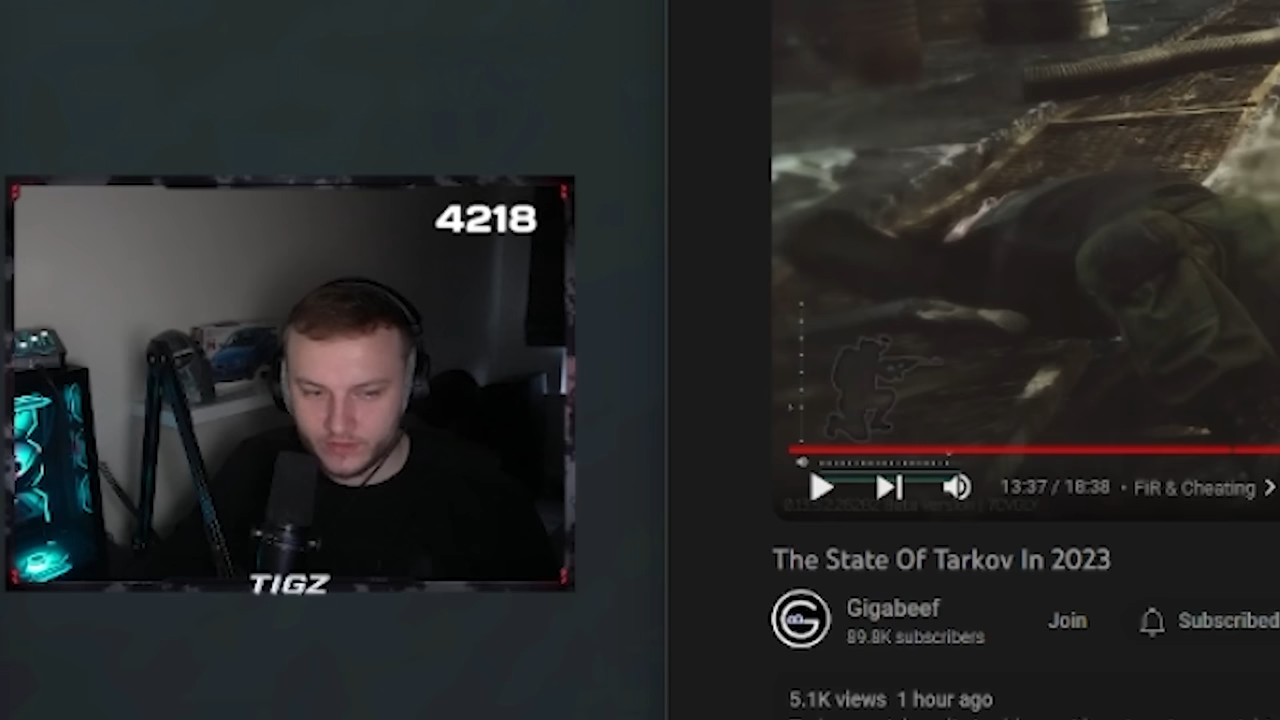 4218
TIGZ
13:37 / 18:38 • FiR & Cheating
The State Of Tarkov In 2023
Gigabeef
89.8K subscribers
Join
Subscribed
5.1K views 1 hour ago